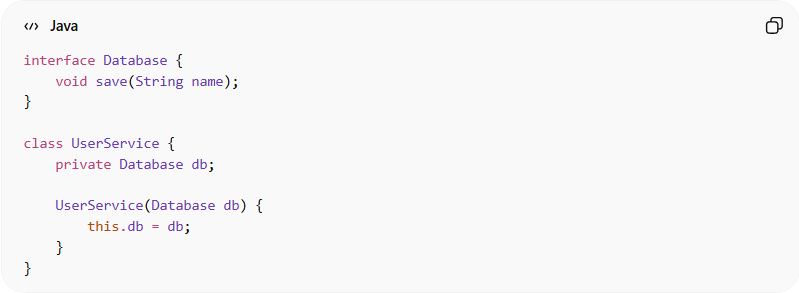 Java
interface Database {
    void save(String name);
}

class UserService {
    private Database db;

    UserService(Database db) {
        this.db = db;
    }
}